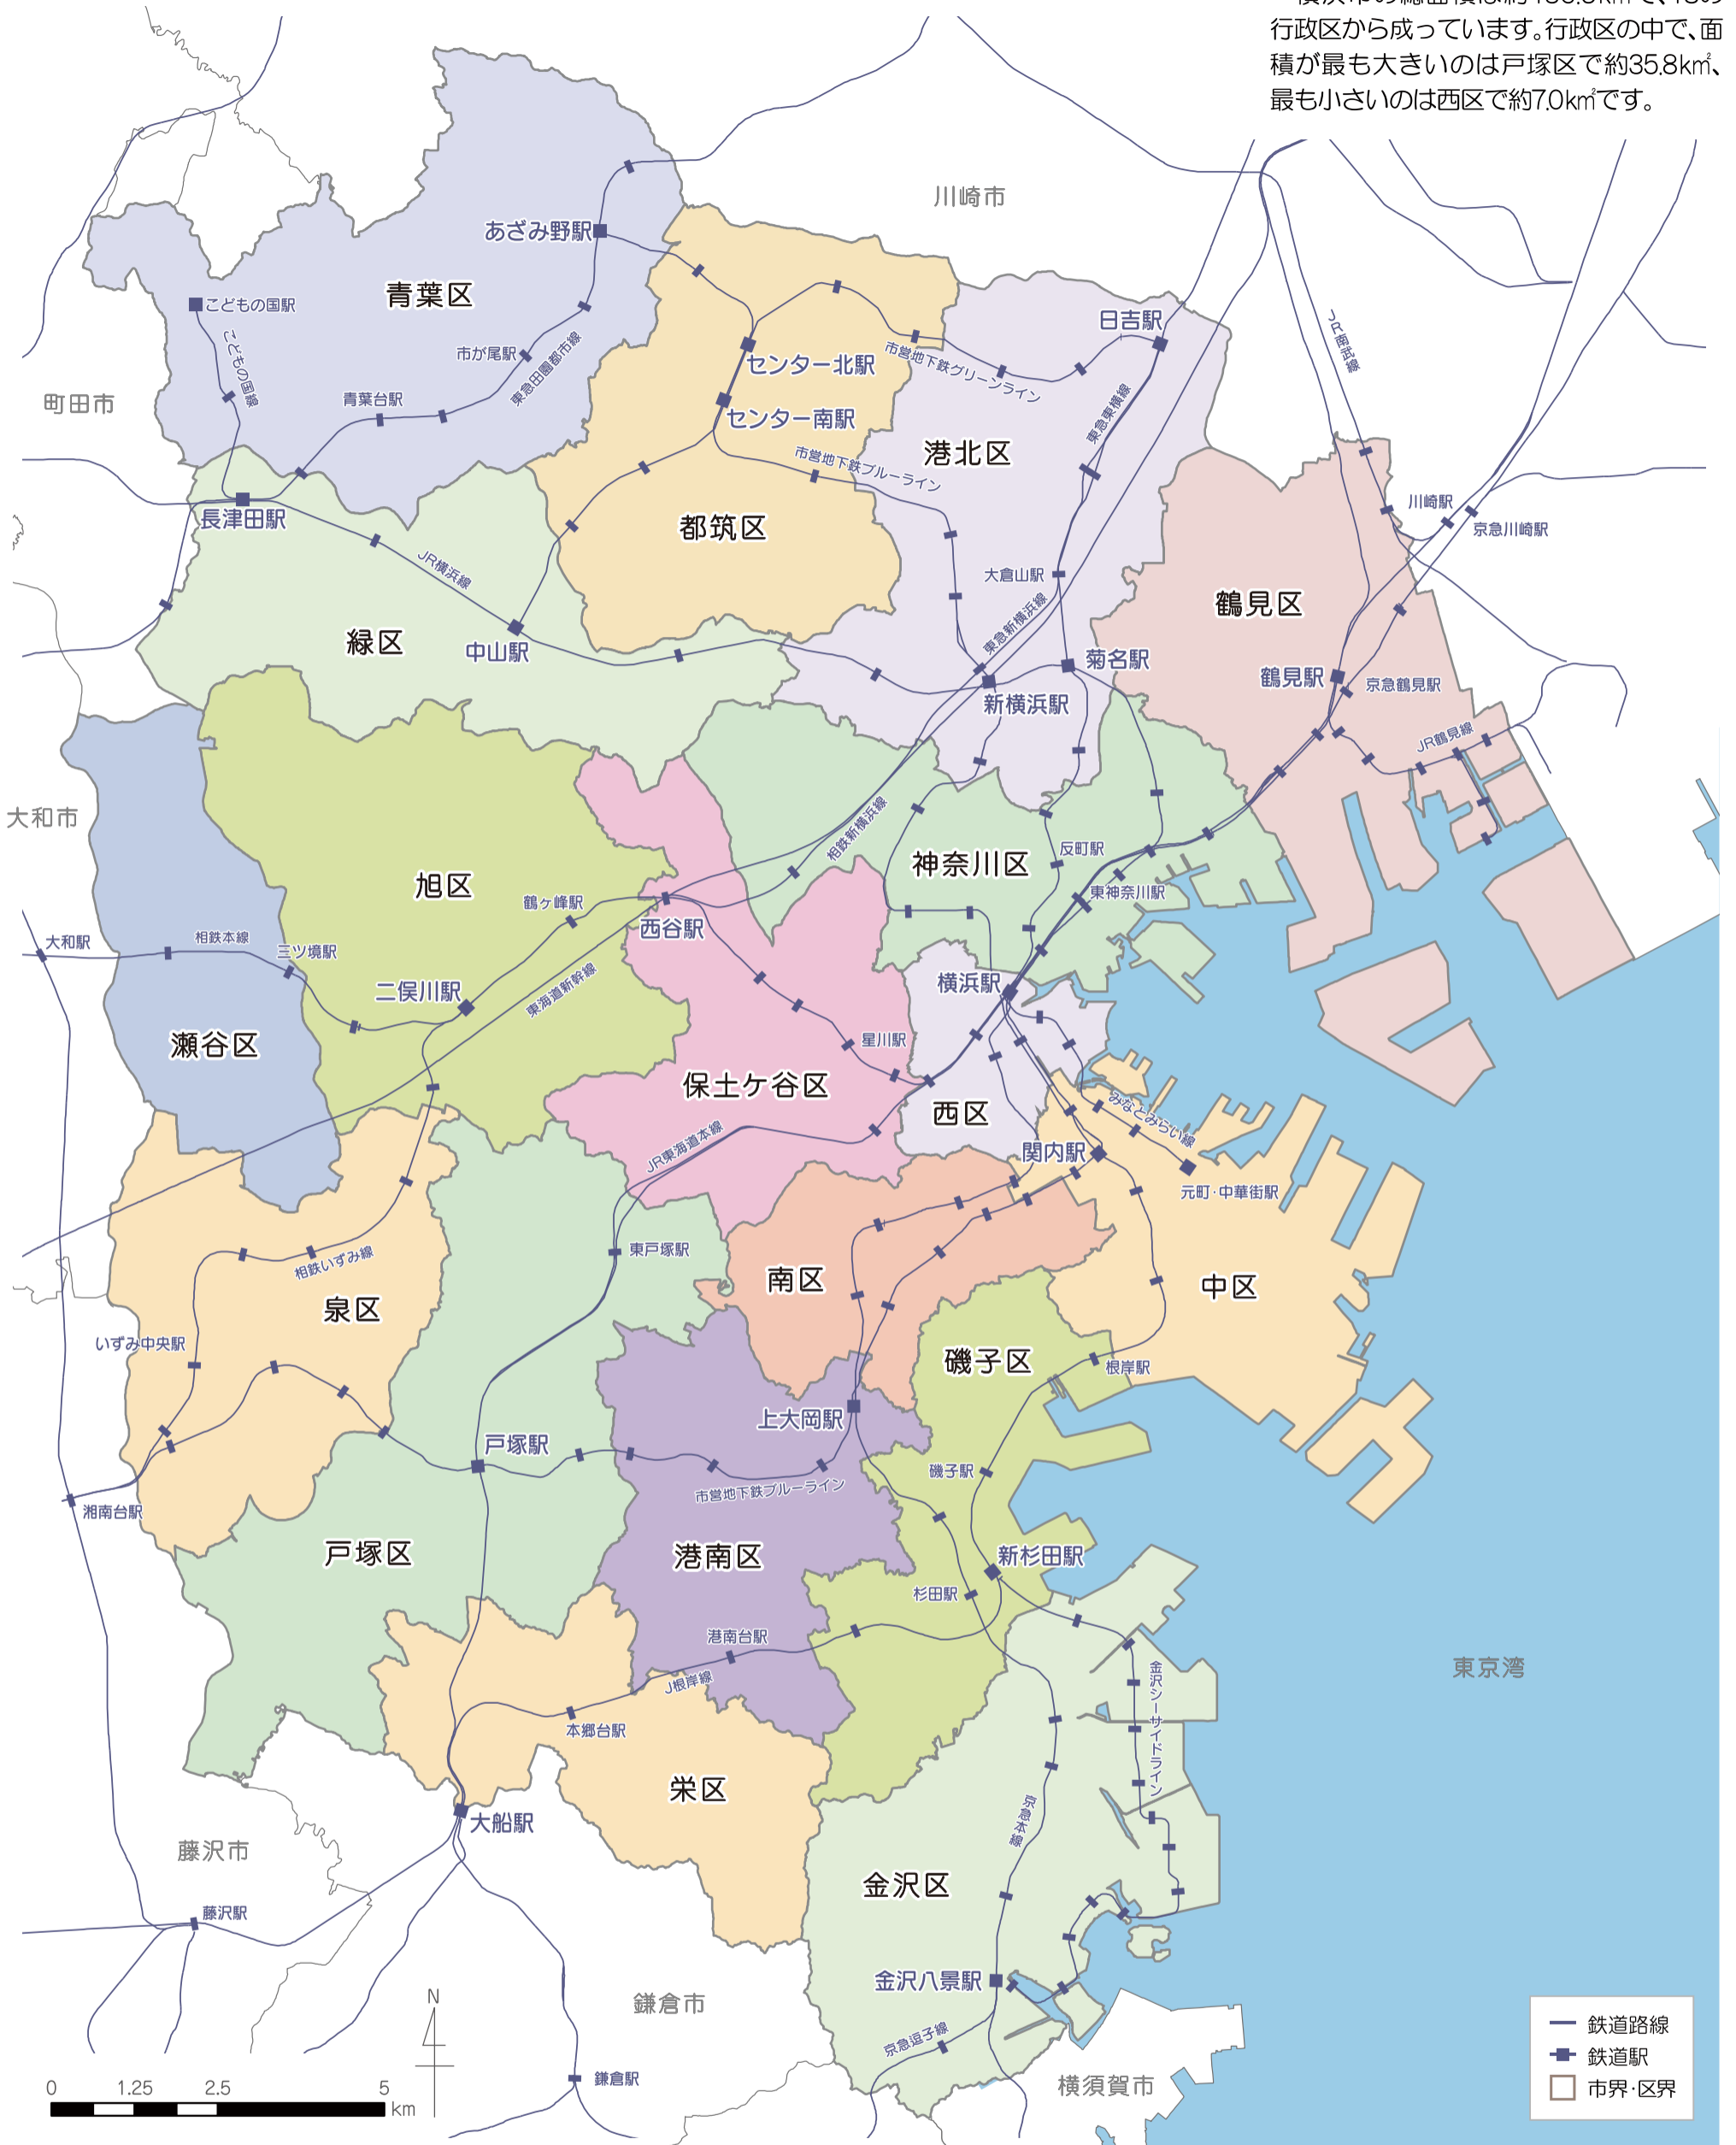 行政区から成っています。行政区の中で、面
積が最も大きいのは戸塚区で約35.8k㎡、
最も小さいのは西区で約7.0k㎡です。
川崎市
あざみ野駅
青葉区
こどもの国駅
こどもの国線
市が尾駅
東急田園都市線
青葉台駅
町田市
日吉駅
センター北駅
市営地下鉄グリーンライン
センター南駅
東急東横線
JR南武線
港北区
市営地下鉄ブルーライン
長津田駅
都筑区
川崎駅
京急川崎駅
JR横浜線
大倉山駅
鶴見区
東急新横浜線
緑区
中山駅
菊名駅
鶴見駅
京急鶴見駅
新横浜駅
JR鶴見線
大和市
相鉄新横浜線
反町駅
神奈川区
旭区
東神奈川駅
鶴ケ峰駅
西谷駅
大和駅
相鉄本線
三ツ境駅
二俣川駅
東海道新幹線
横浜駅
瀬谷区
星川駅
保土ケ谷区
西区
みなとみらい線
JR東海道本線
関内駅
元町・中華街駅
東戸塚駅
相鉄いずみ線
南区
中区
泉区
いずみ中央駅
磯子区
根岸駅
上大岡駅
戸塚駅
磯子駅
市営地下鉄ブルーライン
湘南台駅
戸塚区
港南区
新杉田駅
杉田駅
港南台駅
J根岸線
東京湾
金沢シーサイドライン
本郷台駅
栄区
大船駅
京急本線
藤沢市
金沢区
藤沢駅
金沢八景駅
鎌倉市
京急逗子線
鎌倉駅
横須賀市
N
0 1.25 2.5 5
km
鉄道路線
鉄道駅
市界・区界